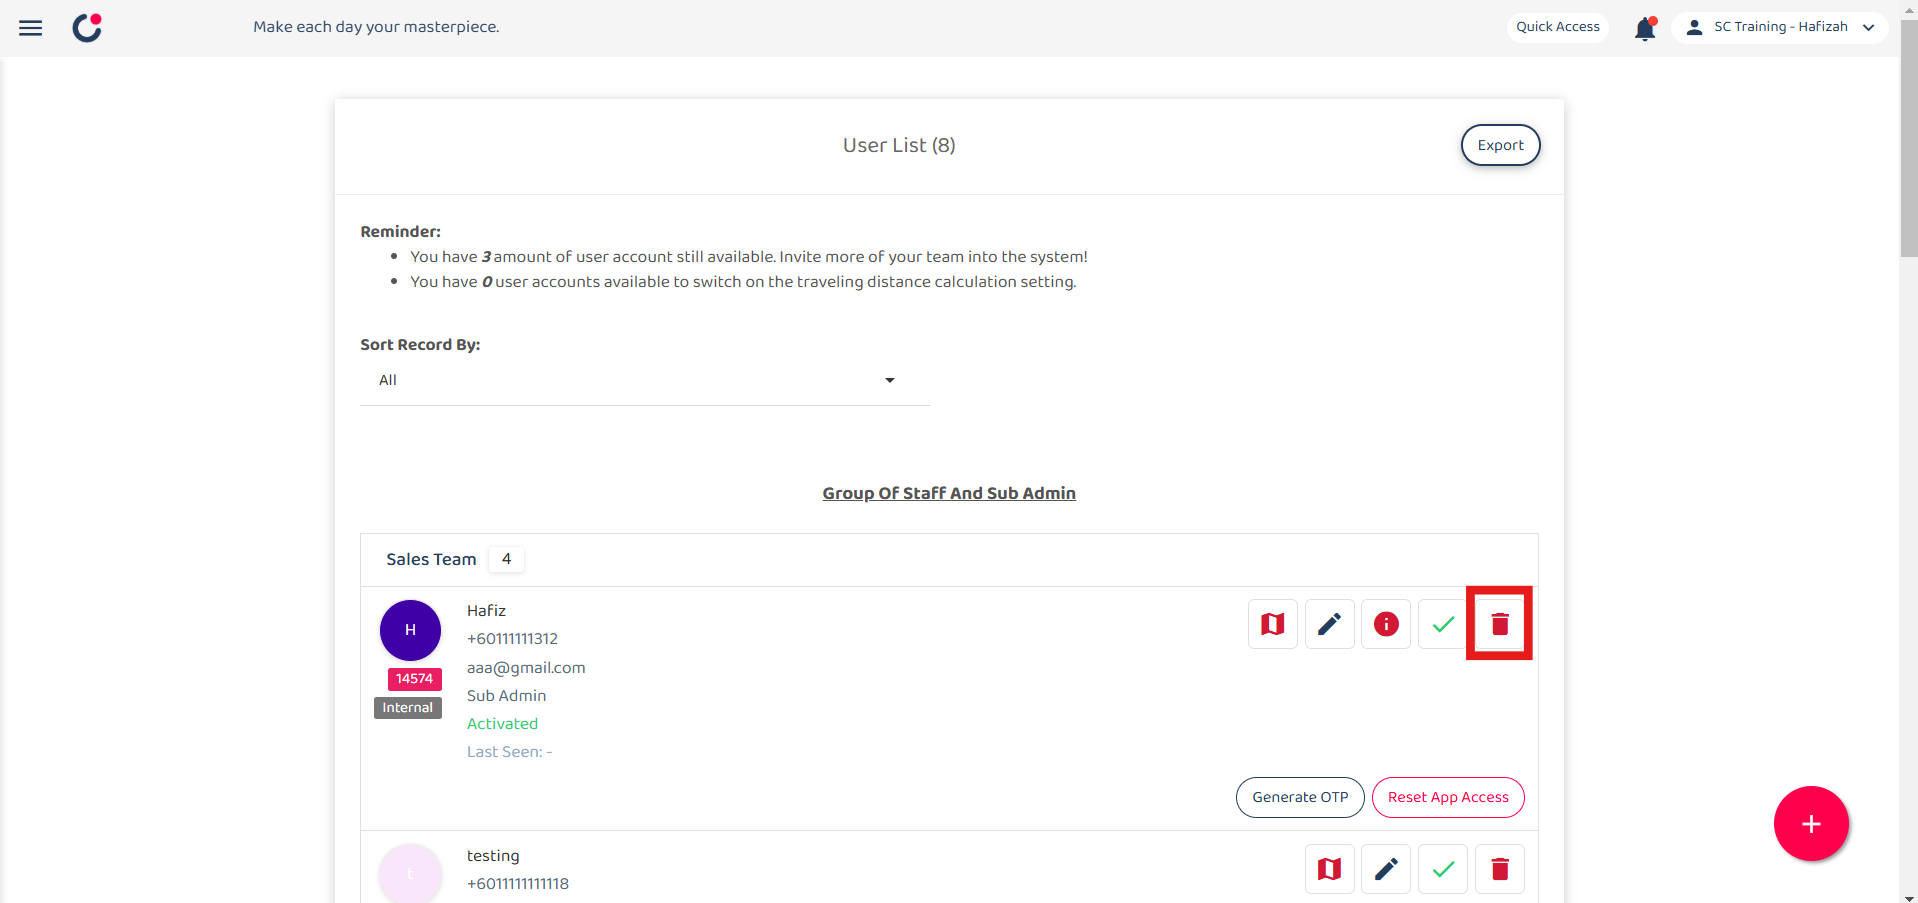 Make each day your masterpiece.
Quick Access
SC Training - Hafizah
User List (8)
Export
Reminder:
You have 3 amount of user account still available. Invite more of your team into the system!
You have 0 user accounts available to switch on the traveling distance calculation setting.
Sort Record By:
All
Group Of Staff And Sub Admin
Sales Team 4
H
14574
Internal
Hafiz
+60111111312
aaa@gmail.com
Sub Admin
Activated
Last Seen: -
Generate OTP
Reset App Access
t
testing
+6011111111118